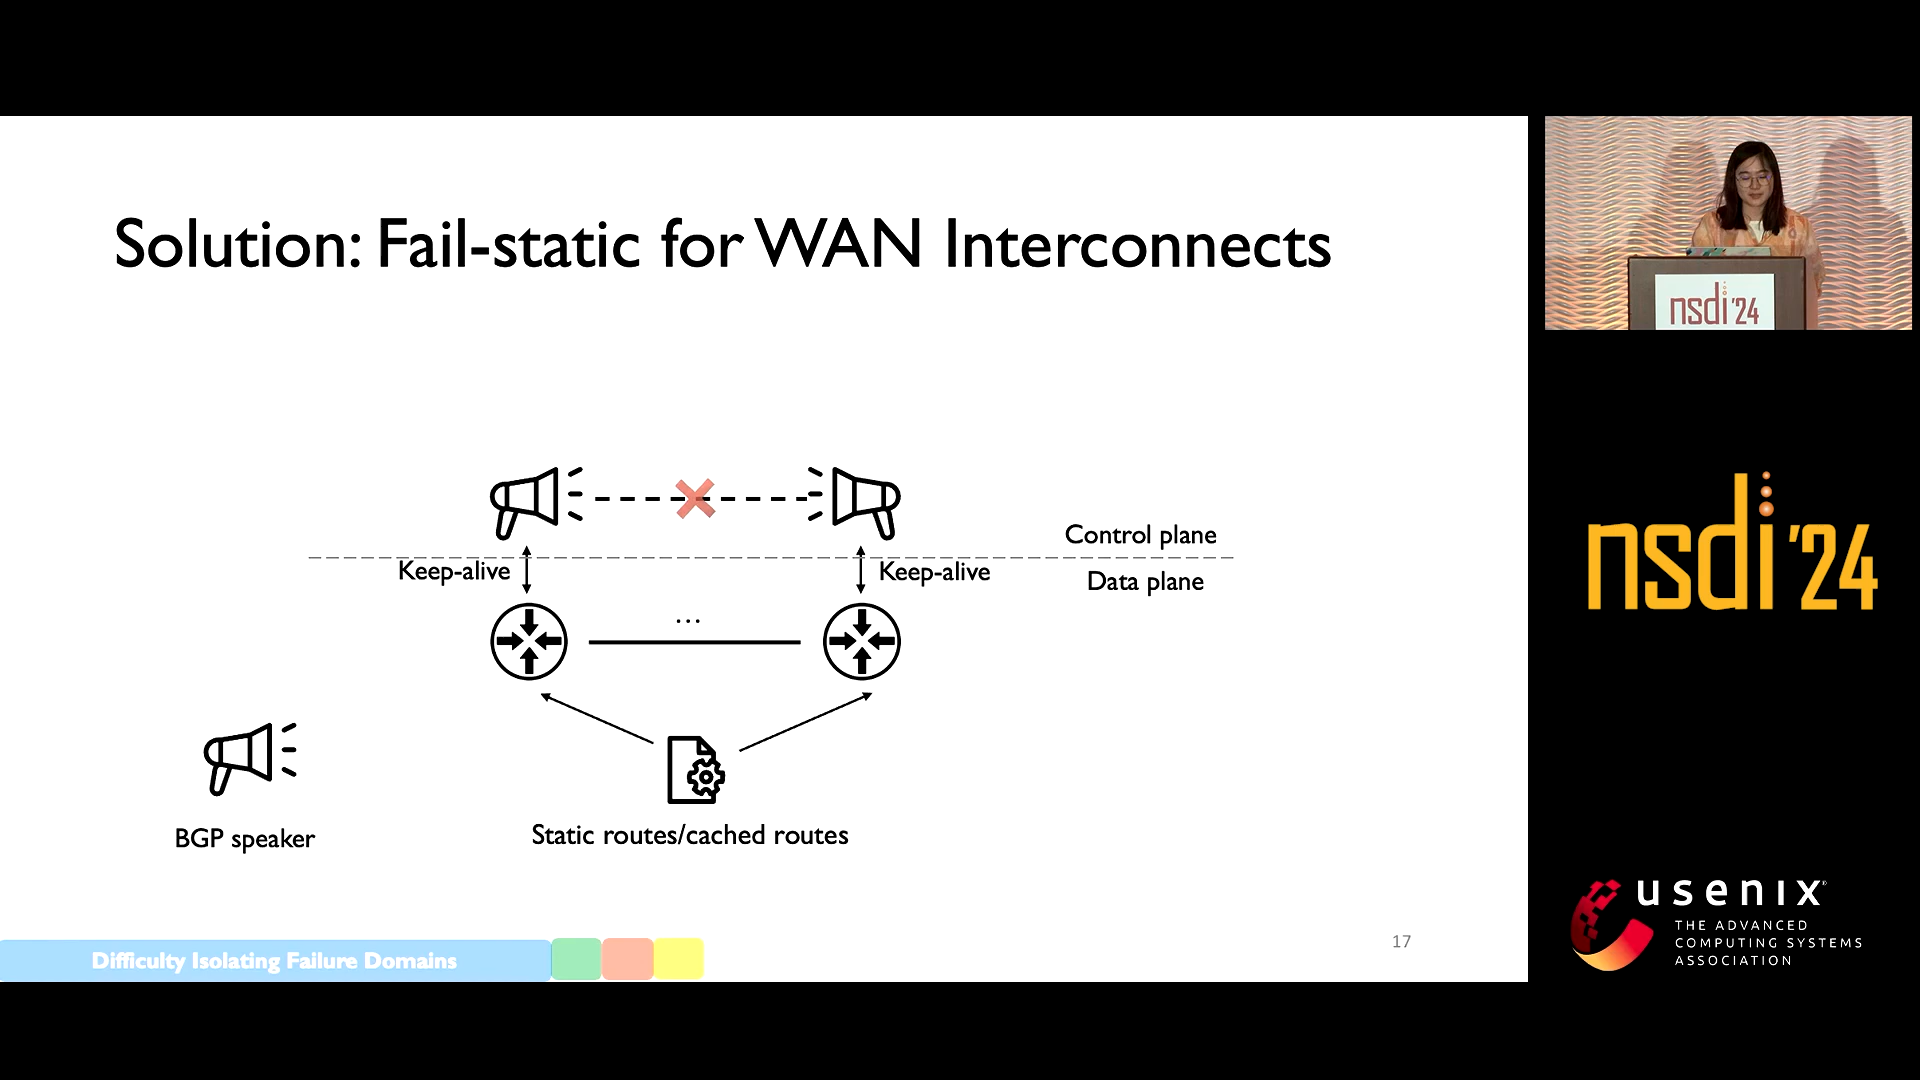 Solution: Fail-static for WAN Interconnects
Control plane
Keep-alive
Keep-alive
Data plane
...
BGP speaker
Static routes/cached routes
Difficulty Isolating Failure Domains
17
nsdi '24
nsdi '24
usenix
THE ADVANCED
COMPUTING SYSTEMS
ASSOCIATION